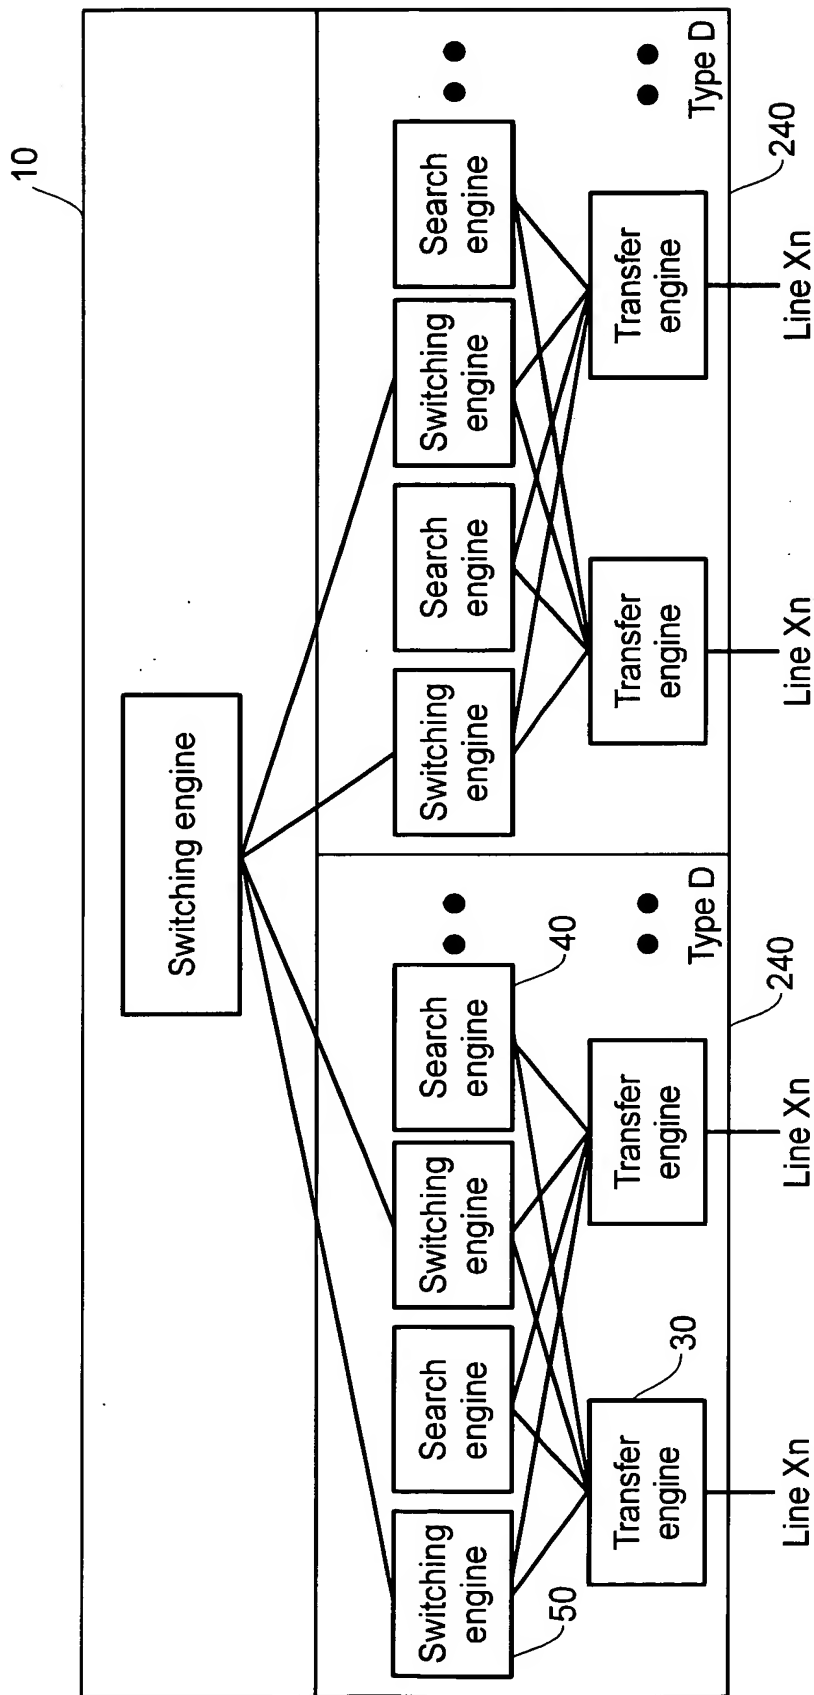 10
Switching engine
Switching
engine
Search
engine
Switching
engine
Search
engine
Switching
engine
Search
engine
Switching
engine
Search
engine
50
40
30
Transfer
engine
Transfer
engine
Type D
Transfer
engine
Transfer
engine
Type D
240
240
Line Xn
Line Xn
Line Xn
Line Xn